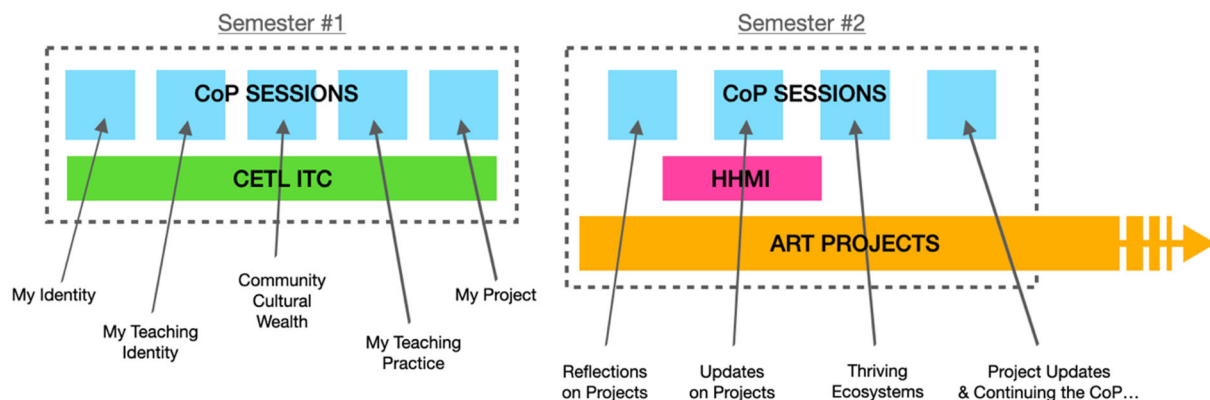 Semester #1
CoP SESSIONS
CETL ITC
My Identity
My Teaching
Identity
Community
Cultural
Wealth
My Teaching
Practice
My Project
Semester #2
CoP SESSIONS
HHMI
ART PROJECTS
Reflections
on Projects
Updates
on Projects
Thriving
Ecosystems
Project Updates
& Continuing the CoP...